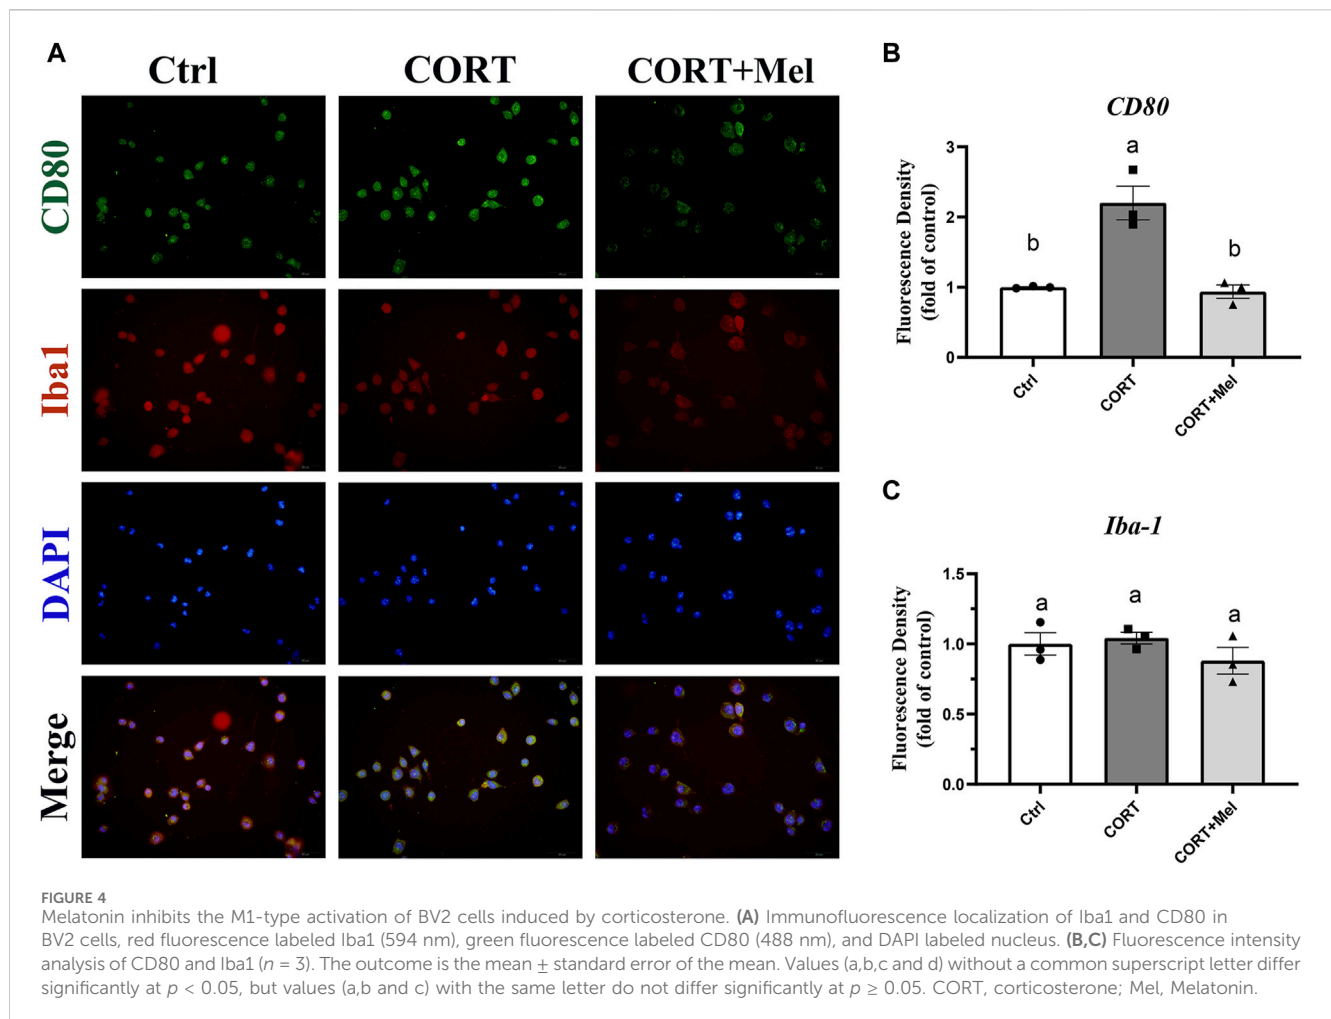 A
Ctrl
CORT
CORT+Mel
CD80
Iba1
DAPI
Merge
B
CD80
a
b
b
3
2
1
0
Fluorescence Density
(fold of control)
Ctrl
CORT
CORT+Mel
C
Iba-1
a
a
a
1.5
1.0
0.5
0.0
Fluorescence Density
(fold of control)
Ctrl
CORT
CORT+Mel
FIGURE 4
Melatonin inhibits the M1-type activation of BV2 cells induced by corticosterone. (A) Immunofluorescence localization of Iba1 and CD80 in
BV2 cells, red fluorescence labeled Iba1 (594 nm), green fluorescence labeled CD80 (488 nm), and DAPI labeled nucleus. (B,C) Fluorescence intensity
analysis of CD80 and Iba1 (n = 3). The outcome is the mean ± standard error of the mean. Values (a,b,c and d) without a common superscript letter differ
significantly at p < 0.05, but values (a,b and c) with the same letter do not differ significantly at p ≥ 0.05. CORT, corticosterone; Mel, Melatonin.